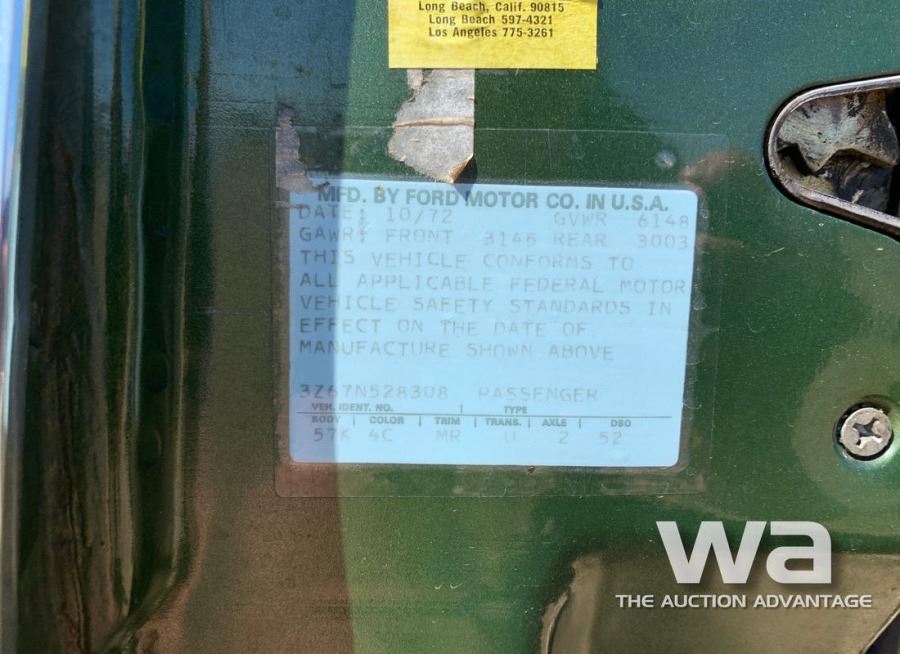 Long Beach, Calif. 90815
Long Beach 597-4321
Los Angeles 775-3261
MFD. BY FORD MOTOR CO. IN U.S.A.
DATE: 10/72 GVWR 6148
GAWR: FRONT 3146 REAR 3003
THIS VEHICLE CONFORMS TO
ALL APPLICABLE FEDERAL MOTOR
VEHICLE SAFETY STANDARDS IN
EFFECT ON THE DATE OF
MANUFACTURE SHOWN ABOVE
3Z67N528308 PASSENGER
VEH. IDENT. NO. | TYPE
BODY | COLOR | TRIM | TRANS. | AXLE | DSO
57K 4C MR U 2 52
wa
THE AUCTION ADVANTAGE